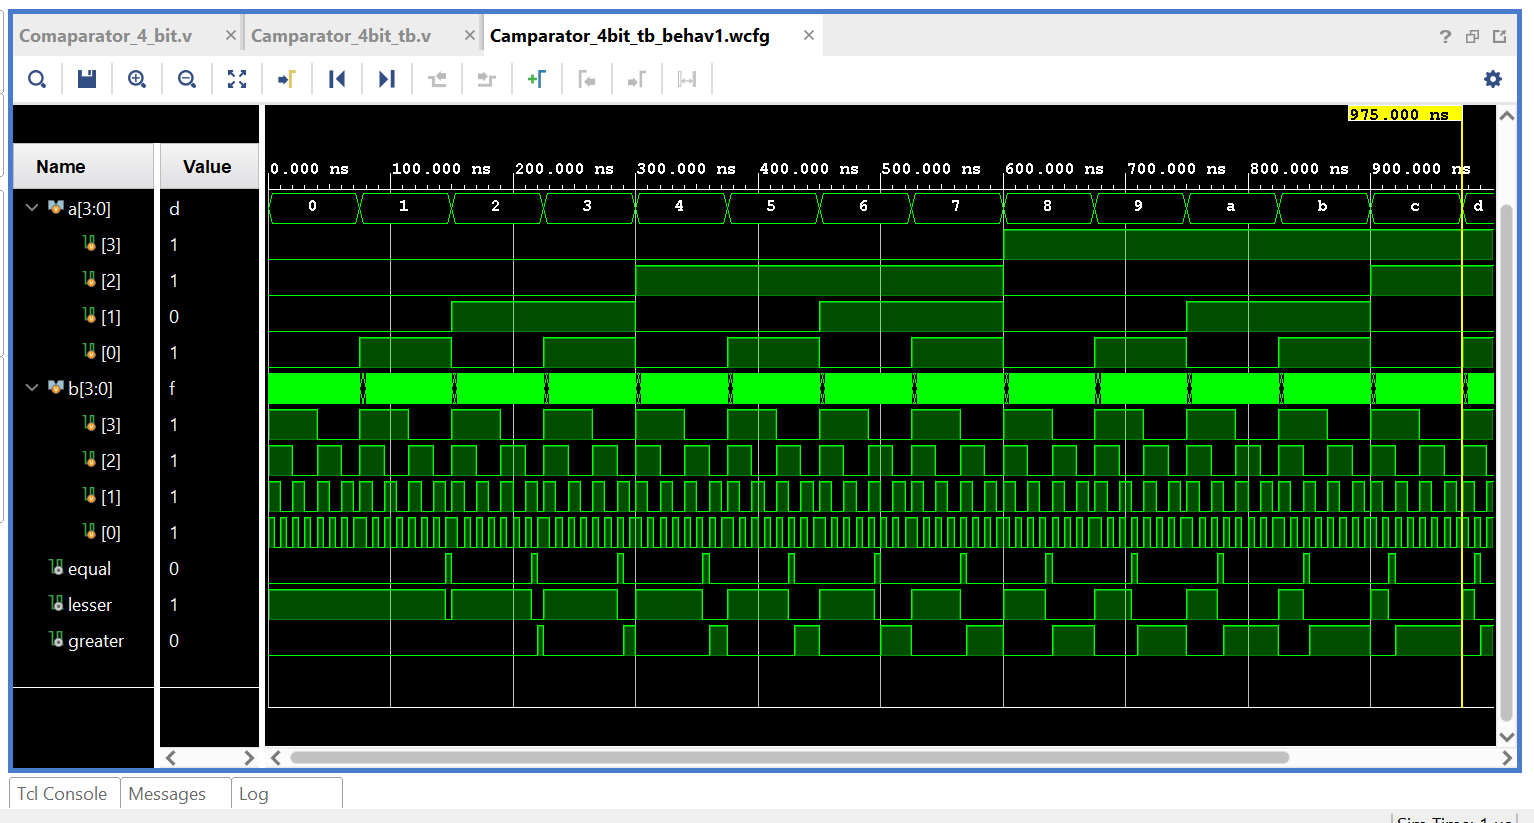 Comaparator_4_bit.v × Camparator_4bit_tb.v × Camparator_4bit_tb_behav1.wcfg ×
?
975.000 ns
Name Value 0.000 ns 100.000 ns 200.000 ns 300.000 ns 400.000 ns 500.000 ns 600.000 ns 700.000 ns 800.000 ns 900.000 ns
a[3:0] d 0 1 2 3 4 5 6 7 8 9 a b c d
[3] 1
[2] 1
[1] 0
[0] 1
b[3:0] f
[3] 1
[2] 1
[1] 1
[0] 1
equal 0
lesser 1
greater 0
Tcl Console Messages Log
Sim Time: 1 us